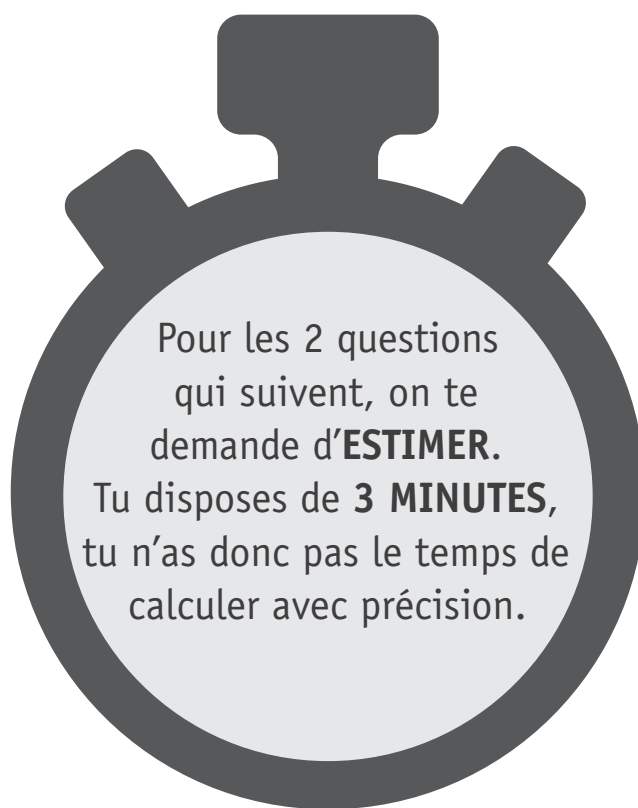 Pour les 2 questions
qui suivent, on te
demande d’ESTIMER.
Tu disposes de 3 MINUTES,
tu n’as donc pas le temps de
calculer avec précision.